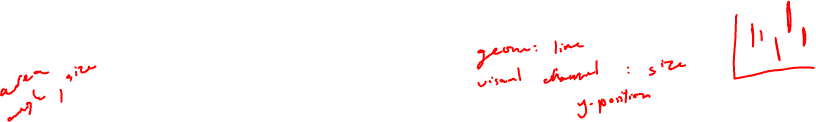 area
size
geom: line
visual channel : size
y-position